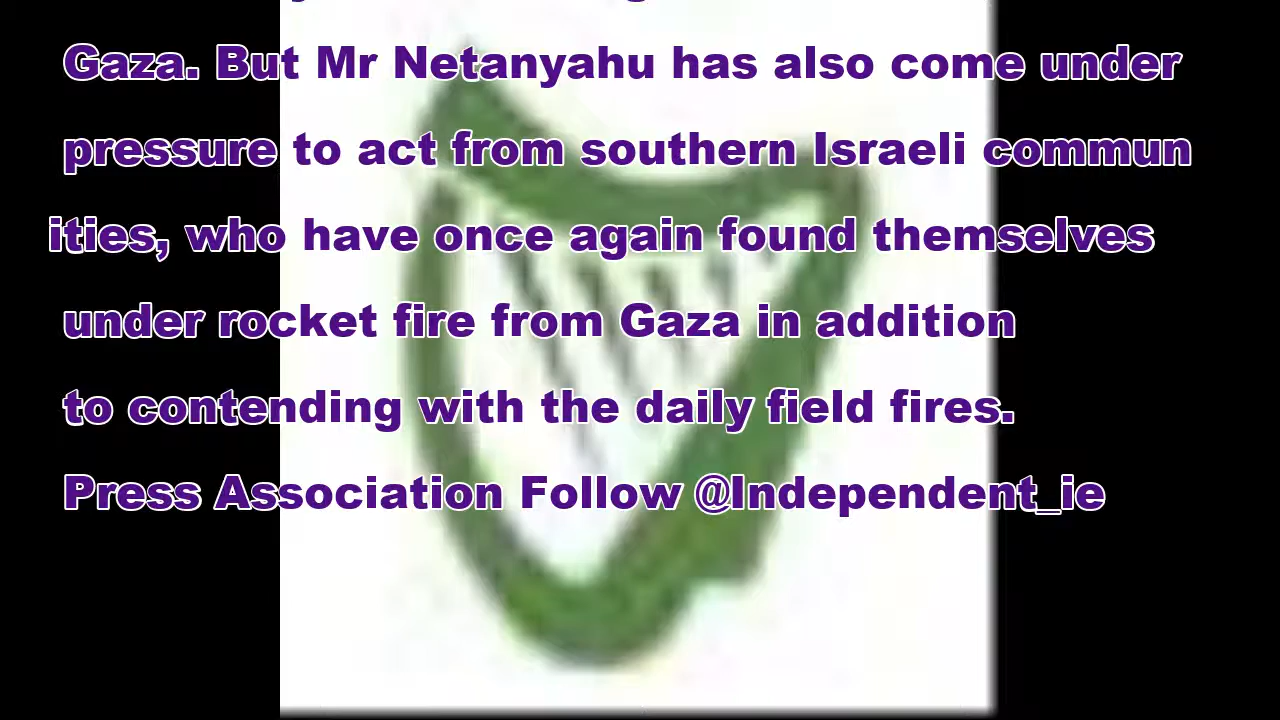 Gaza. But Mr Netanyahu has also come under
pressure to act from southern Israeli commun
ities, who have once again found themselves
under rocket fire from Gaza in addition
to contending with the daily field fires.
Press Association Follow @Independent_ie